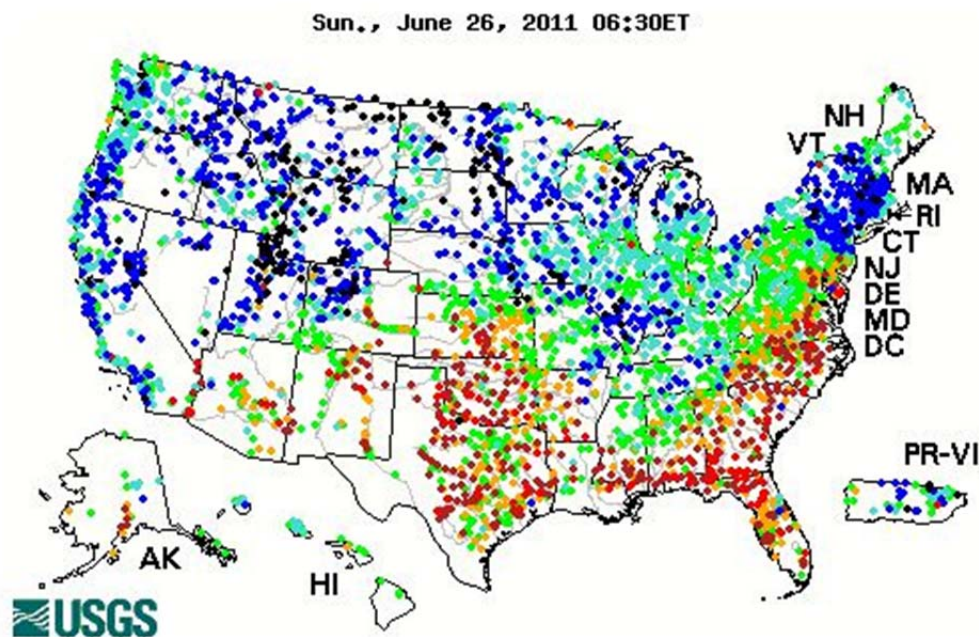 Sun., June 26, 2011 06:30ET
NH
VT
MA
RI
CT
NJ
DE
MD
DC
PR-VI
AK
HI
USGS